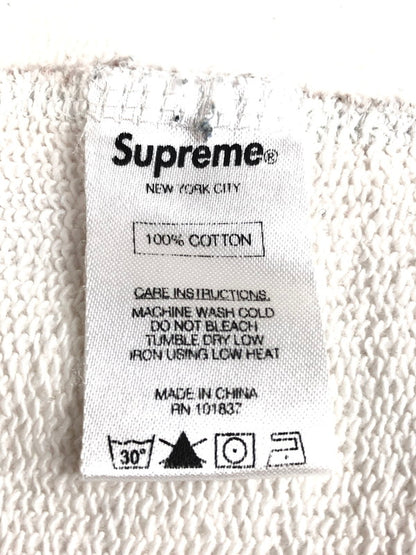 Supreme®
NEW YORK CITY
100% COTTON
CARE INSTRUCTIONS.
MACHINE WASH COLD
DO NOT BLEACH
TUMBLE DRY LOW
IRON USING LOW HEAT
MADE IN CHINA
RN 101837
30°